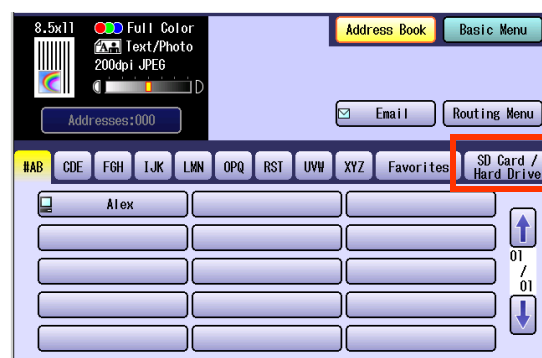 8.5x11 Full Color
A Text/Photo
200dpi JPEG
D
Addresses:000
Address Book Basic Menu
Email Routing Menu
#AB CDE FGH IJK LMN OPQ RST UVW XYZ Favorites SD Card /
Hard Drive
Alex
01
/
01